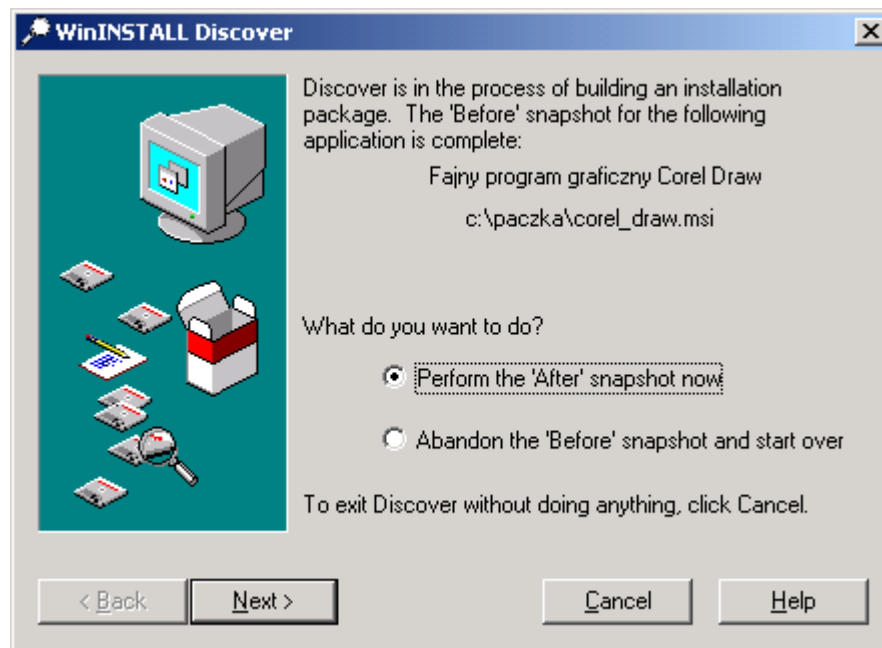 WinINSTALL Discover
Discover is in the process of building an installation
package. The 'Before' snapshot for the following
application is complete:
Fajny program graficzny Corel Draw
c:\paczka\corel_draw.msi
What do you want to do?
Perform the 'After' snapshot now
Abandon the 'Before' snapshot and start over
To exit Discover without doing anything, click Cancel.
< Back
Next >
Cancel
Help